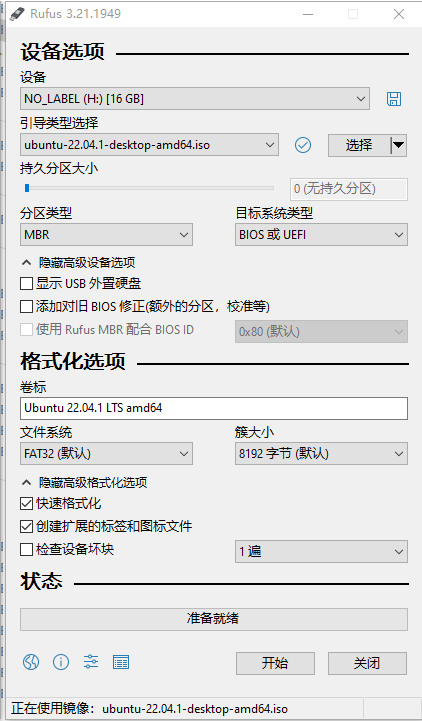 Rufus 3.21.1949
设备选项
设备
NO_LABEL (H:) [16 GB]
引导类型选择
ubuntu-22.04.1-desktop-amd64.iso
选择
持久分区大小
0 (无持久分区)
分区类型
目标系统类型
MBR
BIOS 或 UEFI
隐藏高级设备选项
显示 USB 外置硬盘
添加对旧 BIOS 修正(额外的分区，校准等)
使用 Rufus MBR 配合 BIOS ID
0x80 (默认)
格式化选项
卷标
Ubuntu 22.04.1 LTS amd64
文件系统
簇大小
FAT32 (默认)
8192 字节 (默认)
隐藏高级格式化选项
快速格式化
创建扩展的标签和图标文件
检查设备坏块
1 遍
状态
准备就绪
开始
关闭
正在使用镜像：ubuntu-22.04.1-desktop-amd64.iso